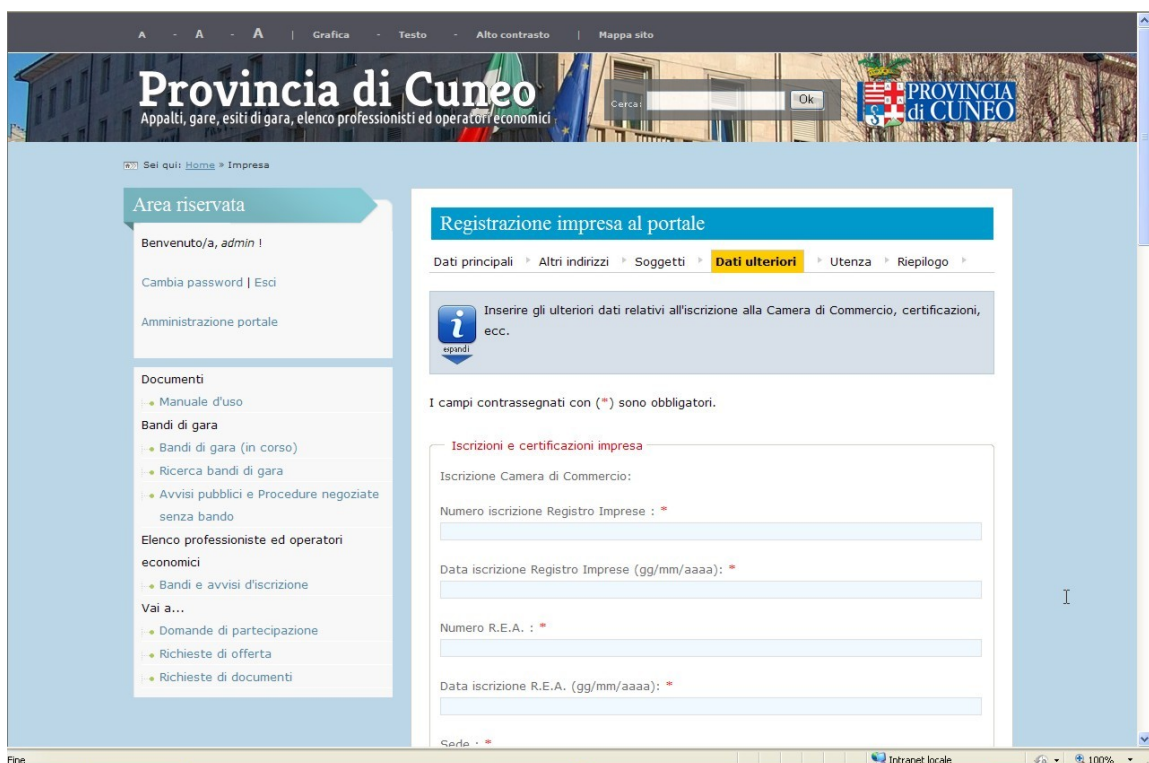 A - A - A | Grafica - Testo - Alto contrasto | Mappa sito
Provincia di Cuneo
Appalti, gare, esiti di gara, elenco professionisti ed operatori economici
Cerca: Ok
PROVINCIA
di CUNEO
Sei qui: Home » Impresa
Area riservata
Benvenuto/a, admin !
Cambia password | Esci
Amministrazione portale
Documenti
Manuale d'uso
Bandi di gara
Bandi di gara (in corso)
Ricerca bandi di gara
Avvisi pubblici e Procedure negoziate
senza bando
Elenco professioniste ed operatori
economici
Bandi e avvisi d'iscrizione
Vai a...
Domande di partecipazione
Richieste di offerta
Richieste di documenti
Registrazione impresa al portale
Dati principali Altri indirizzi Soggetti Dati ulteriori Utenza Riepilogo
Inserire gli ulteriori dati relativi all'iscrizione alla Camera di Commercio, certificazioni,
ecc.
espandi
I campi contrassegnati con (*) sono obbligatori.
Iscrizioni e certificazioni impresa
Iscrizione Camera di Commercio:
Numero iscrizione Registro Imprese : *
Data iscrizione Registro Imprese (gg/mm/aaaa): *
Numero R.E.A. : *
Data iscrizione R.E.A. (gg/mm/aaaa): *
Sede : *
Fine Intranet locale 100%